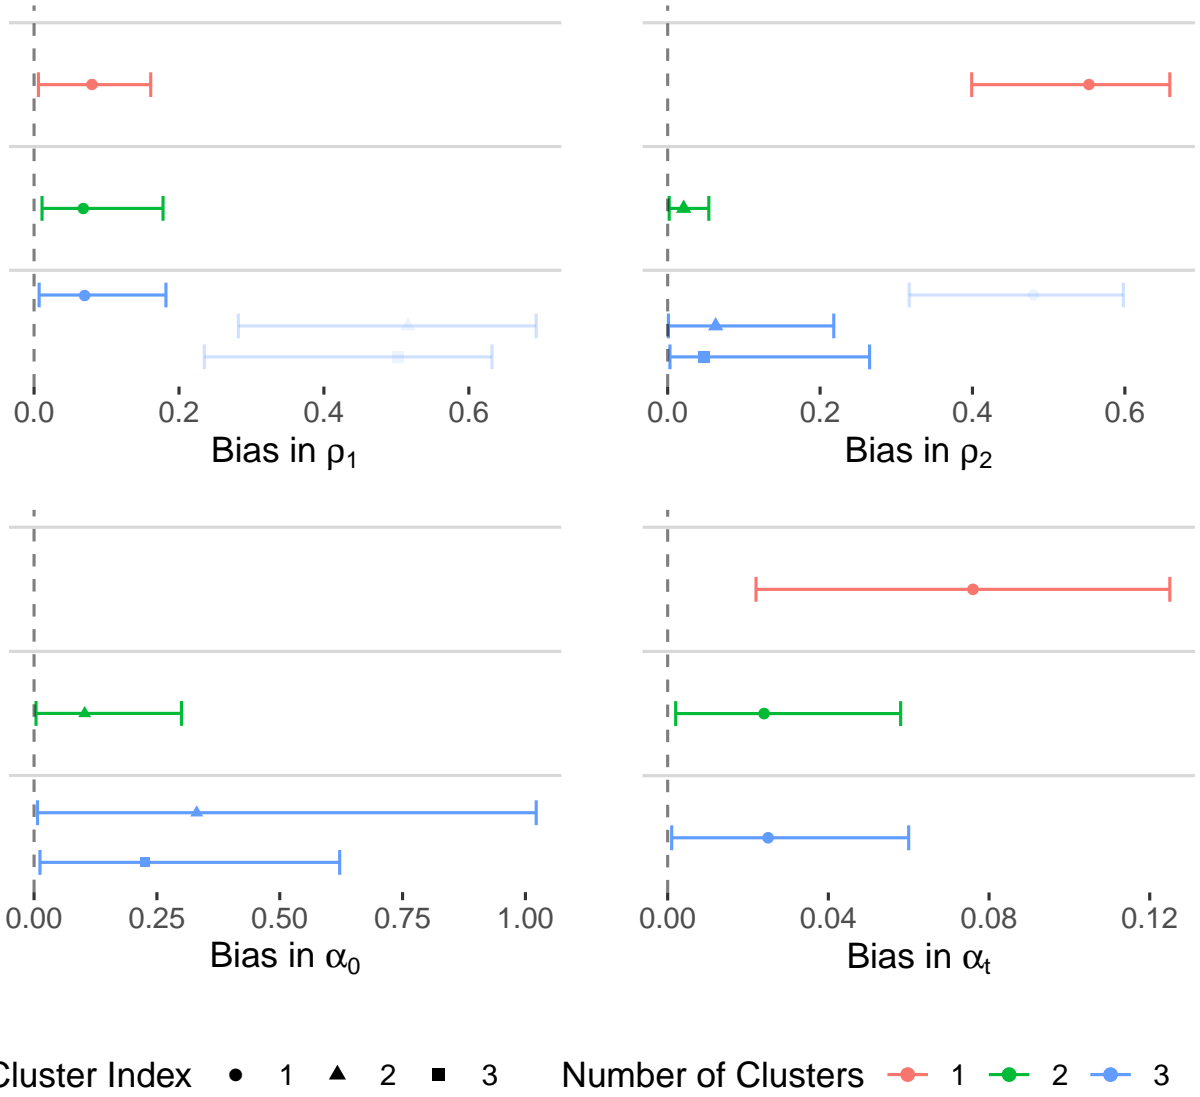 0.0 0.2 0.4 0.6
Bias in ρ₁
0.0 0.2 0.4 0.6
Bias in ρ₂
0.00 0.25 0.50 0.75 1.00
Bias in α₀
0.00 0.04 0.08 0.12
Bias in αₜ
Cluster Index 1 2 3 Number of Clusters 1 2 3